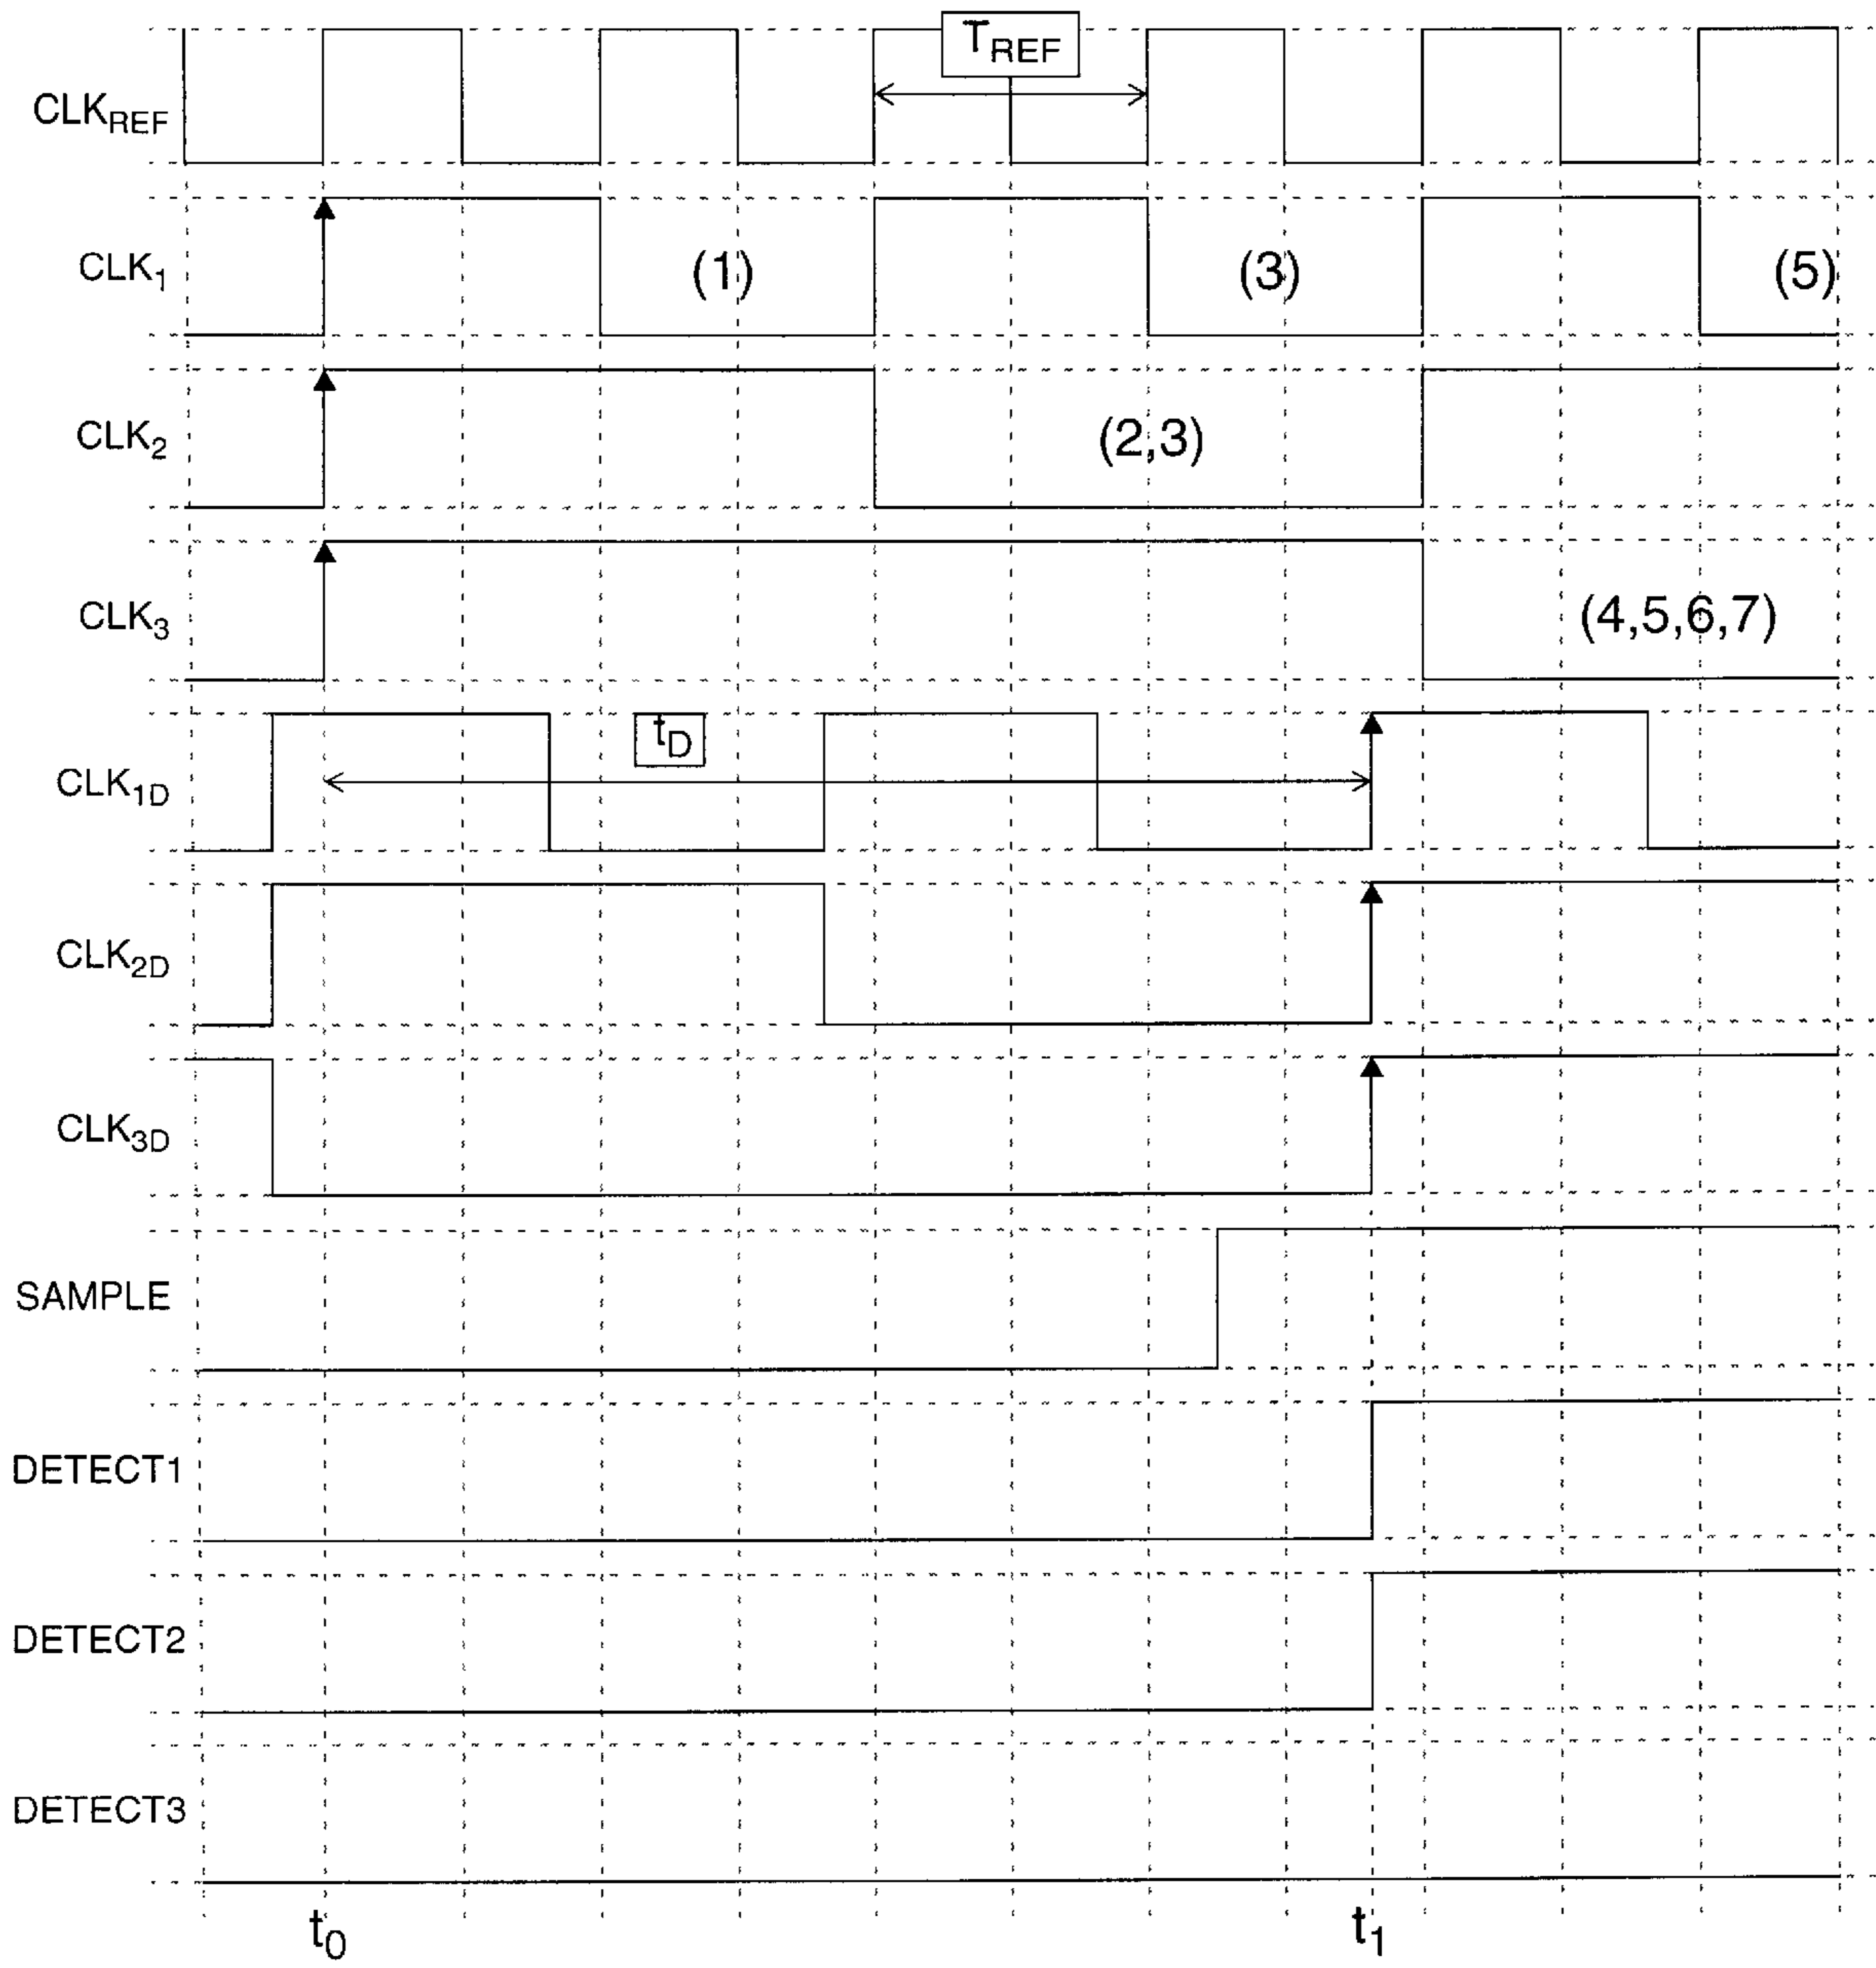 T_REF
CLK_REF
CLK_1
(1)
(3)
(5)
CLK_2
(2,3)
CLK_3
(4,5,6,7)
t_D
CLK_1D
CLK_2D
CLK_3D
SAMPLE
DETECT1
DETECT2
DETECT3
t_0
t_1